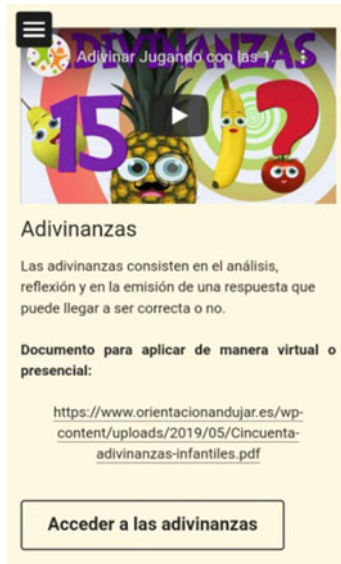 ADIVINANZAS
Adivinar Jugando con las 1...
15 ?
Adivinanzas
Las adivinanzas consisten en el análisis,
reflexión y en la emisión de una respuesta que
puede llegar a ser correcta o no.
Documento para aplicar de manera virtual o
presencial:
https://www.orientacionandujar.es/wp-
content/uploads/2019/05/Cincuenta-
adivinanzas-infantiles.pdf
Acceder a las adivinanzas